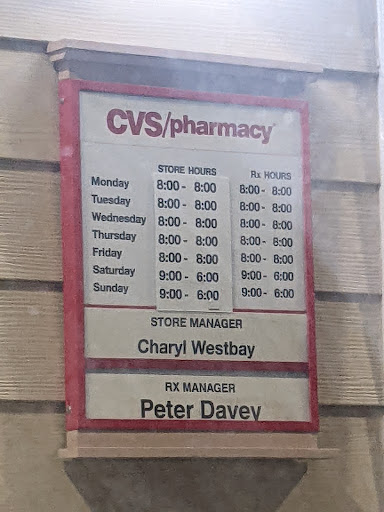 CVS/pharmacy
STORE HOURS Rx HOURS
Monday 8:00 - 8:00 8:00 - 8:00
Tuesday 8:00 - 8:00 8:00 - 8:00
Wednesday 8:00 - 8:00 8:00 - 8:00
Thursday 8:00 - 8:00 8:00 - 8:00
Friday 8:00 - 8:00 8:00 - 8:00
Saturday 9:00 - 6:00 9:00 - 6:00
Sunday 9:00 - 6:00 9:00 - 6:00
STORE MANAGER
Charyl Westbay
RX MANAGER
Peter Davey